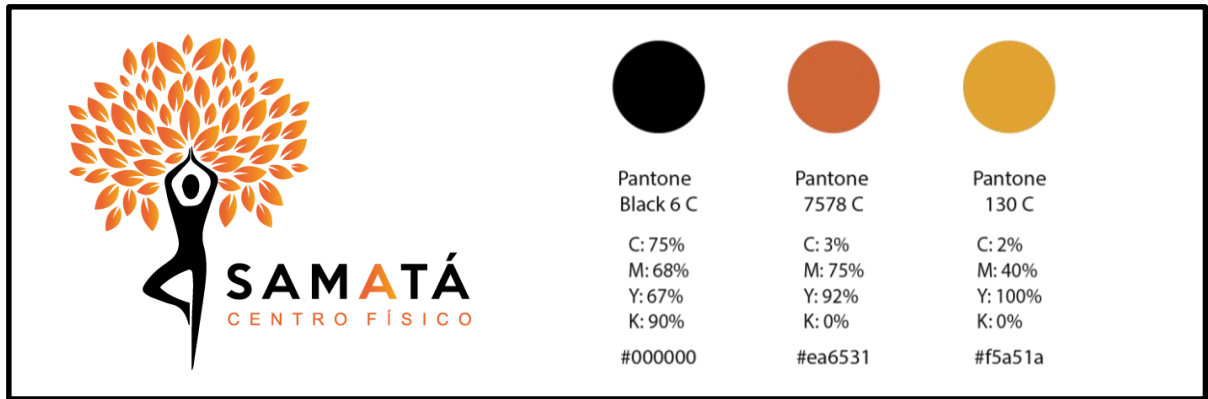 SAMATÁ
CENTRO FÍSICO
Pantone
Black 6 C
C: 75%
M: 68%
Y: 67%
K: 90%
#000000
Pantone
7578 C
C: 3%
M: 75%
Y: 92%
K: 0%
#ea6531
Pantone
130 C
C: 2%
M: 40%
Y: 100%
K: 0%
#f5a51a